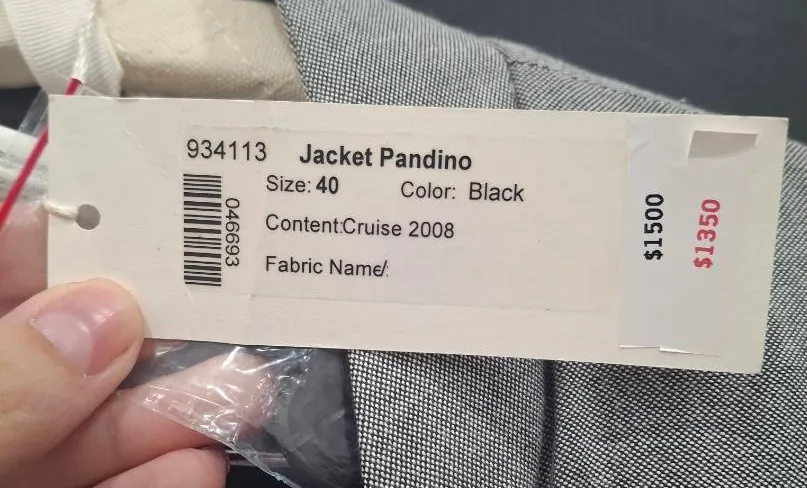 934113 Jacket Pandino
Size: 40 Color: Black
046693
Content:Cruise 2008
Fabric Name/:
$1500
$1350